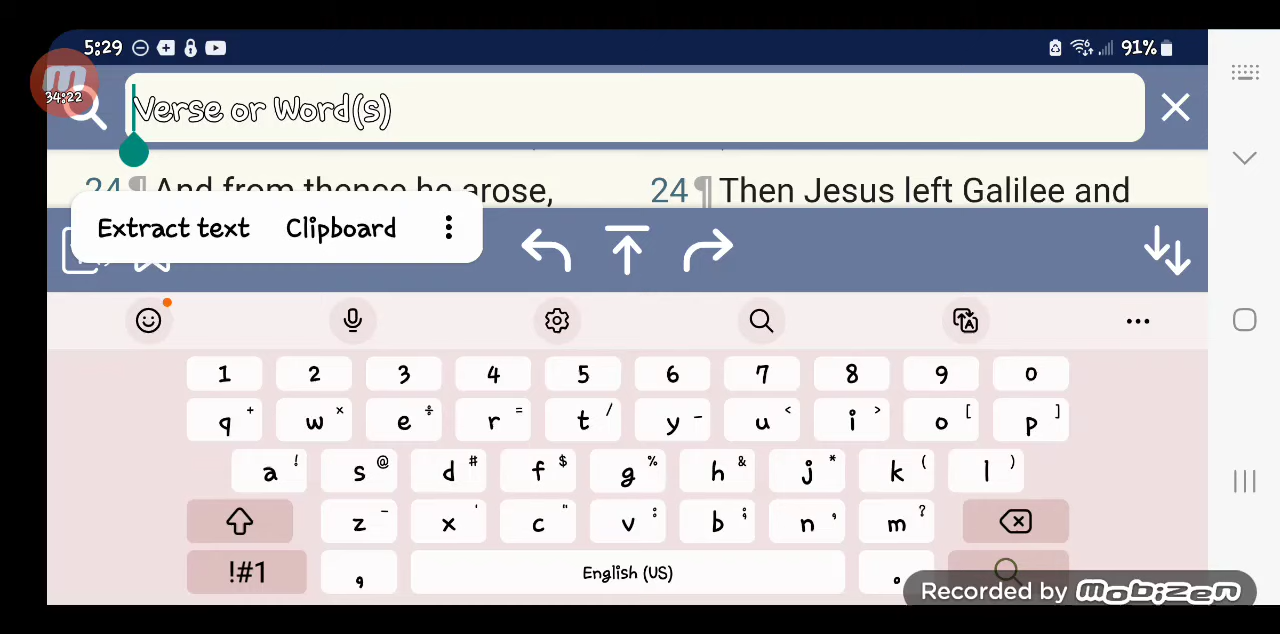 5:29 91%
34:22
Verse or Word(s)
24 ¶ And from thence he arose,
24 ¶ Then Jesus left Galilee and
Extract text Clipboard
1 2 3 4 5 6 7 8 9 0
q + w × e ÷ r = t / y - u < i > o [ p ]
a ! s @ d # f $ g % h & j * k ( l )
z - x ' c " v : b ; n , m ?
!#1 , English (US) .
Recorded by MOBIZEN